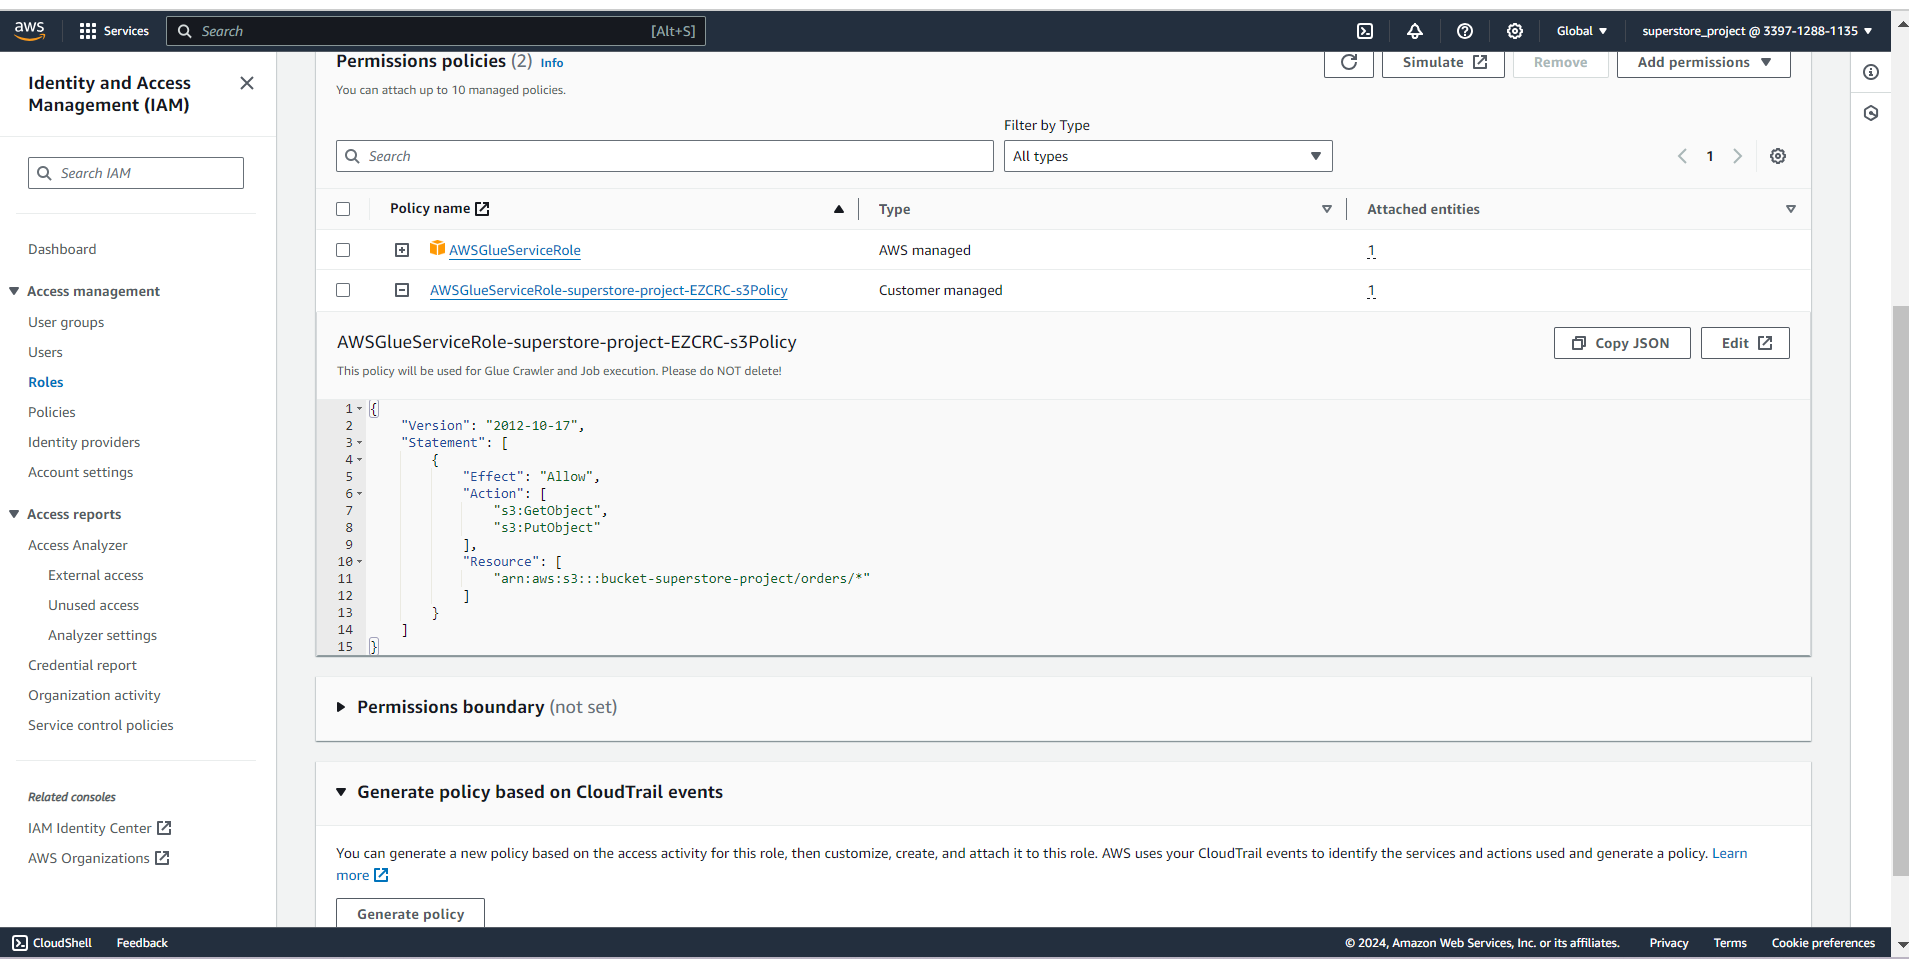 aws
Services
Search
[Alt+S]
Global
superstore_project @ 3397-1288-1135
Identity and Access
Management (IAM)
Search IAM
Dashboard
Access management
User groups
Users
Roles
Policies
Identity providers
Account settings
Access reports
Access Analyzer
External access
Unused access
Analyzer settings
Credential report
Organization activity
Service control policies
Related consoles
IAM Identity Center
AWS Organizations
Permissions policies (2) Info
You can attach up to 10 managed policies.
Simulate
Remove
Add permissions
Filter by Type
Search
All types
1
Policy name
Type
Attached entities
AWSGlueServiceRole
AWS managed
1
AWSGlueServiceRole-superstore-project-EZCRC-s3Policy
Customer managed
1
AWSGlueServiceRole-superstore-project-EZCRC-s3Policy
This policy will be used for Glue Crawler and Job execution. Please do NOT delete!
Copy JSON
Edit
1 {
2 "Version": "2012-10-17",
3 "Statement": [
4 {
5 "Effect": "Allow",
6 "Action": [
7 "s3:GetObject",
8 "s3:PutObject"
9 ],
10 "Resource": [
11 "arn:aws:s3:::bucket-superstore-project/orders/*"
12 ]
13 }
14 ]
15 }
Permissions boundary (not set)
Generate policy based on CloudTrail events
You can generate a new policy based on the access activity for this role, then customize, create, and attach it to this role. AWS uses your CloudTrail events to identify the services and actions used and generate a policy. Learn
more
Generate policy
CloudShell
Feedback
© 2024, Amazon Web Services, Inc. or its affiliates.
Privacy
Terms
Cookie preferences